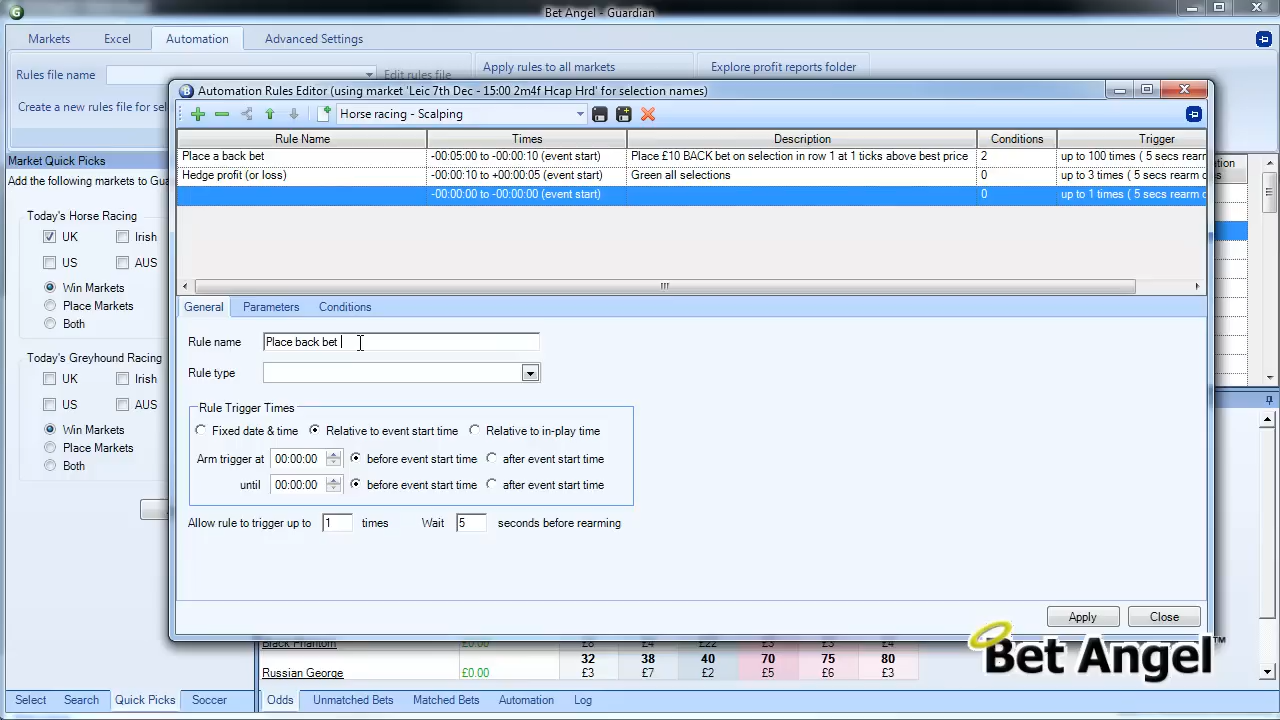 Bet Angel - Guardian
Markets
Excel
Automation
Advanced Settings
Rules file name
Edit rules file
Apply rules to all markets
Explore profit reports folder
Create a new rules file for sel
Automation Rules Editor (using market 'Leic 7th Dec - 15:00 2m4f Hcap Hrd' for selection names)
Horse racing - Scalping
Rule Name Times Description Conditions Trigger
Place a back bet -00:05:00 to -00:00:10 (event start) Place £10 BACK bet on selection in row 1 at 1 ticks above best price 2 up to 100 times ( 5 secs rearm
Hedge profit (or loss) -00:00:10 to +00:00:05 (event start) Green all selections 0 up to 3 times ( 5 secs rearm d
-00:00:00 to -00:00:00 (event start) 0 up to 1 times ( 5 secs rearm d
Market Quick Picks
Add the following markets to Gua
Today's Horse Racing
UK Irish
US AUS
Win Markets
Place Markets
Both
Today's Greyhound Racing
UK Irish
US AUS
Win Markets
Place Markets
Both
General Parameters Conditions
Rule name Place back bet
Rule type
Rule Trigger Times
Fixed date & time Relative to event start time Relative to in-play time
Arm trigger at 00:00:00 before event start time after event start time
until 00:00:00 before event start time after event start time
Allow rule to trigger up to 1 times Wait 5 seconds before rearming
Apply Close
Black Phantom £0.00 £8 £4 £22
32 38 40 70 75 80
Russian George £0.00 £3 £7 £2 £5 £6 £3
Bet Angel™
Select Search Quick Picks Soccer
Odds Unmatched Bets Matched Bets Automation Log